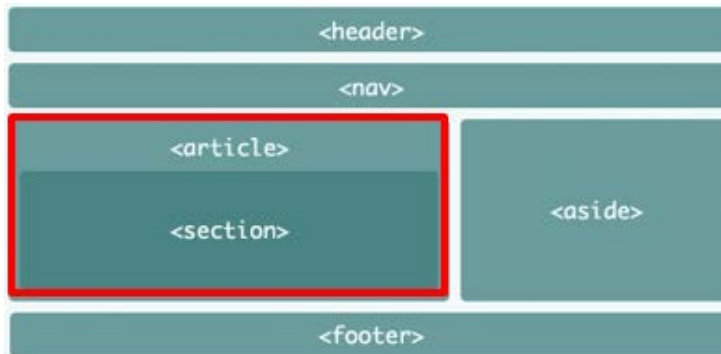 <header>
<nav>
<article>
<section>
<aside>
<footer>